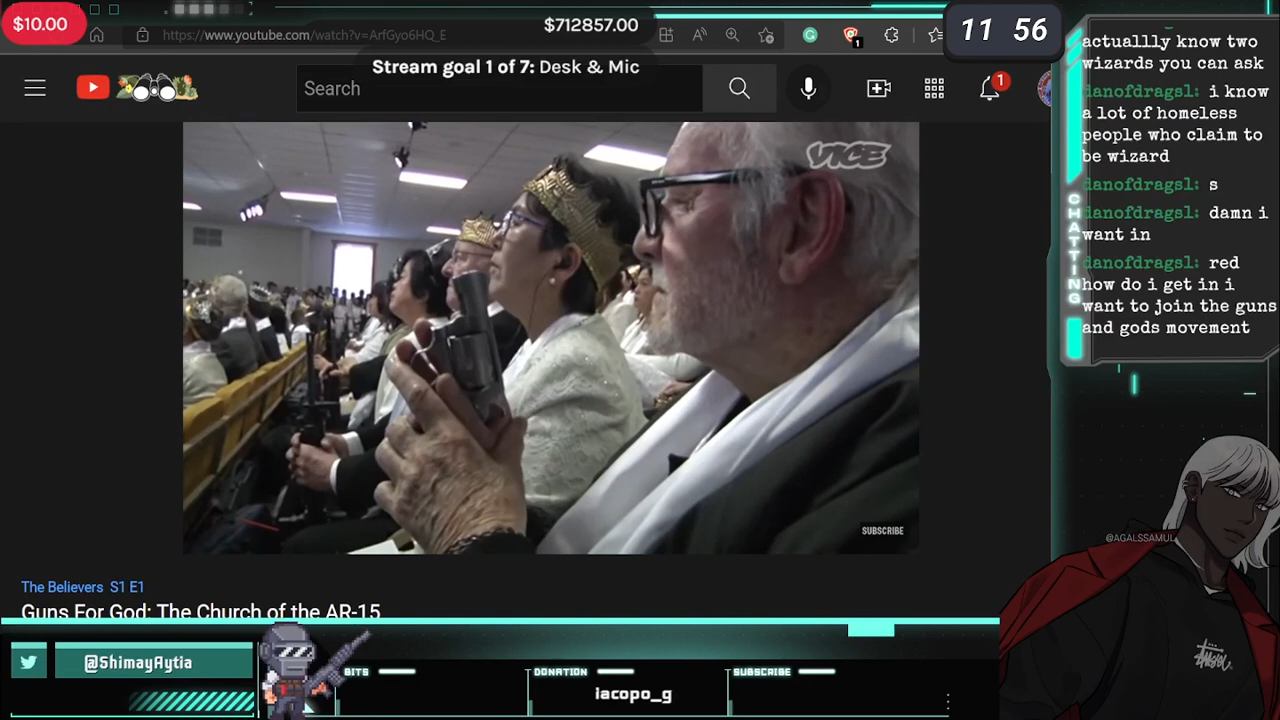 $10.00
https://www.youtube.com/watch?v=ArfGyo6HQ_E
$712857.00
Stream goal 1 of 7: Desk & Mic
11 56
1
Search
1
VICE
SUBSCRIBE
The Believers S1 E1
Guns For God: The Church of the AR-15
@ShimayAytia
BITS
DONATION
iacopo_g
SUBSCRIBE
CHATTING
actuallly know two
wizards you can ask
danofdragsl: i know
a lot of homeless
people who claim to
be wizard
danofdragsl: s
danofdragsl: damn i
want in
danofdragsl: red
how do i get in i
want to join the guns
and gods movement
@AGALSSAMUL